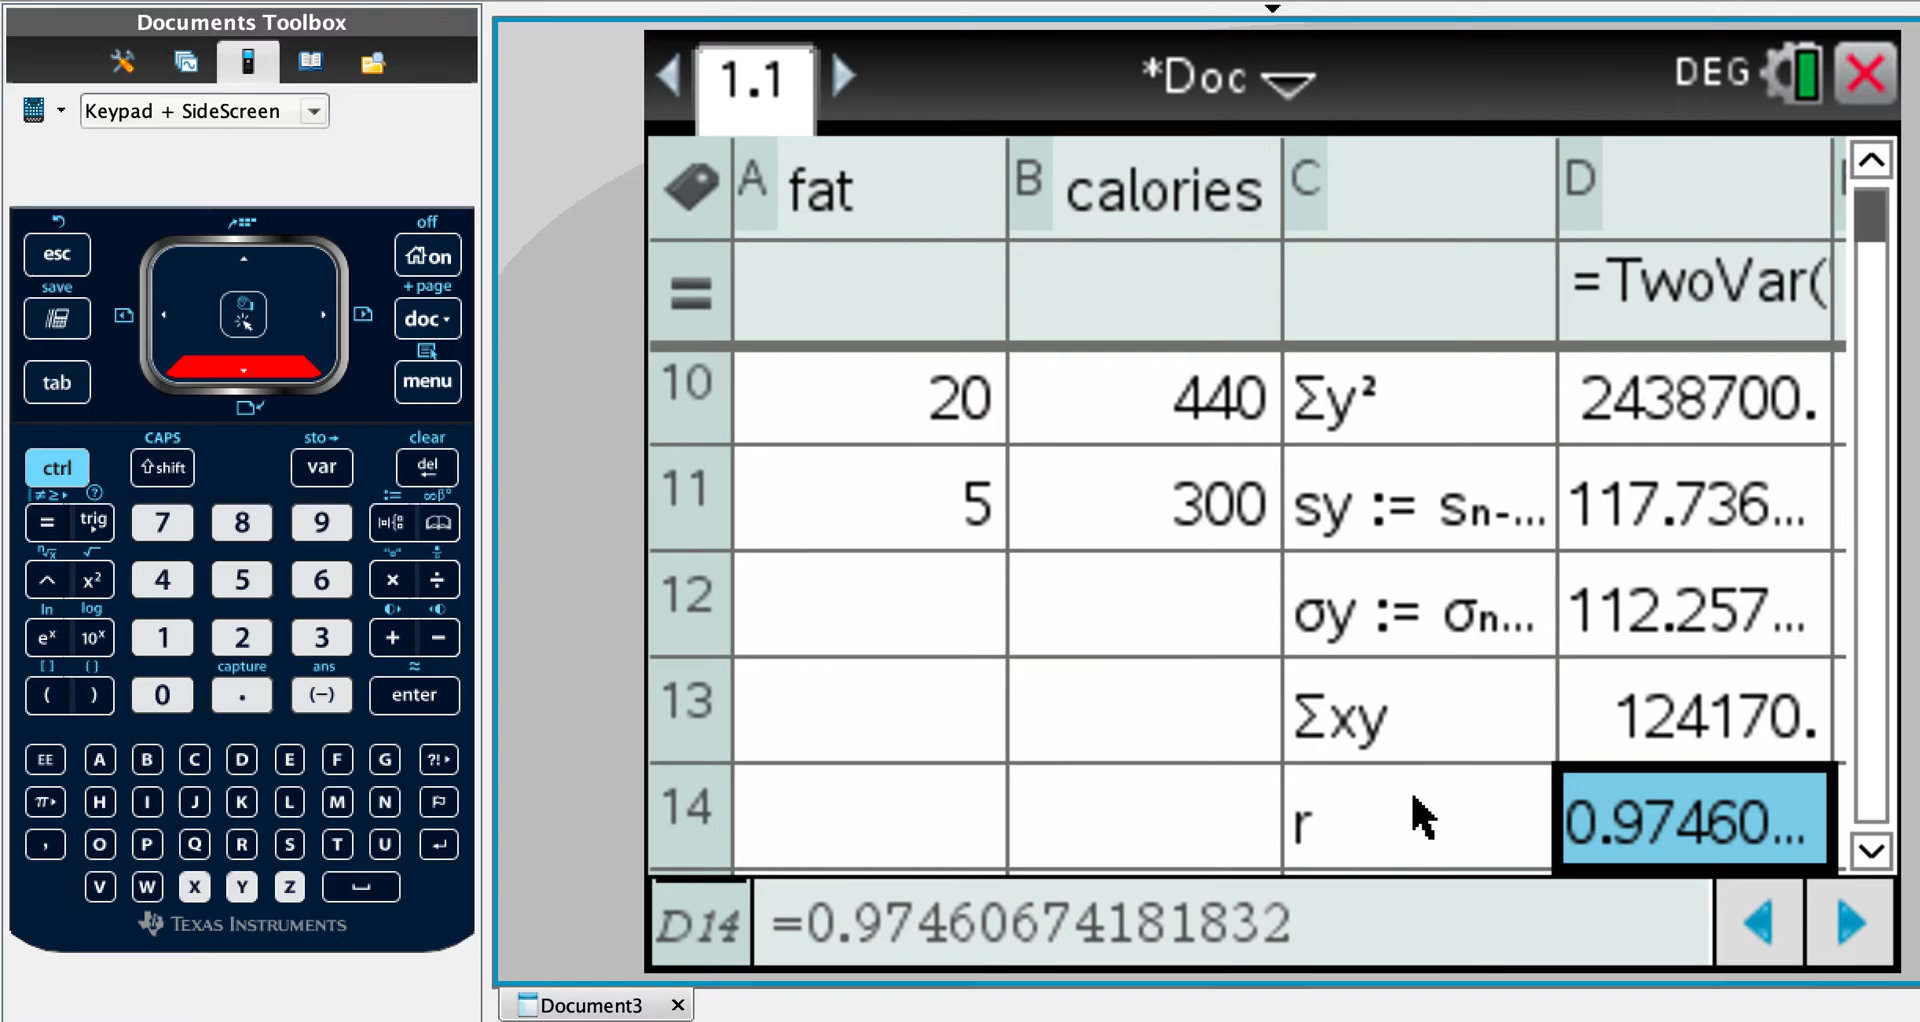 Documents Toolbox
Keypad + SideScreen
off
esc
on
save
+ page
doc
tab
menu
CAPS
sto→
clear
ctrl
⇧shift
var
del
|≠≥▸
?
:=
∞β°
=
trig
7
8
9
|□|{□
ⁿ√x
√
"□"
^
x²
4
5
6
×
÷
ln
log
eˣ
10ˣ
1
2
3
+
−
[ ]
{ }
capture
ans
≈
(
)
0
.
(−)
enter
EE
A
B
C
D
E
F
G
?!▸
π▸
H
I
J
K
L
M
N
,
O
P
Q
R
S
T
U
V
W
X
Y
Z
TEXAS INSTRUMENTS
1.1
*Doc
DEG
A fat
B calories
C
D
=
=TwoVar(
10 20 440 Σy² 2438700.
11 5 300 sy := sn-... 117.736...
12 σy := σn... 112.257...
13 Σxy 124170.
14 r 0.97460...
D14 =0.97460674181832
Document3